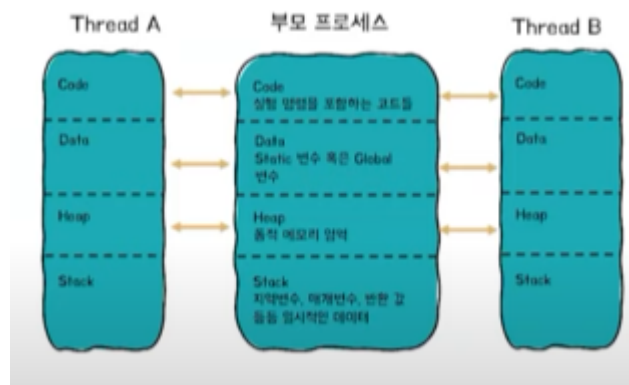 Thread A
부모 프로세스
Thread B
Code
Data
Heap
Stack
Code
실행 명령을 포함하는 코드들
Data
Static 변수 혹은 Global
변수
Heap
동적 메모리 영역
Stack
지역변수, 매개변수, 반환 값
등등 일시적인 데이터
Code
Data
Heap
Stack